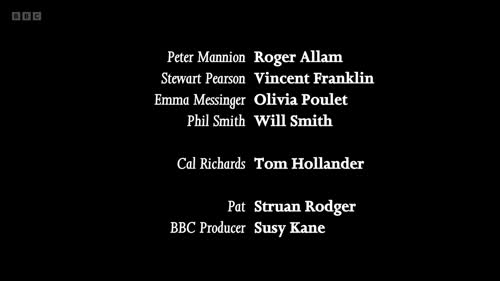 BBC
Peter Mannion Roger Allam
Stewart Pearson Vincent Franklin
Emma Messinger Olivia Poulet
Phil Smith Will Smith
Cal Richards Tom Hollander
Pat Struan Rodger
BBC Producer Susy Kane